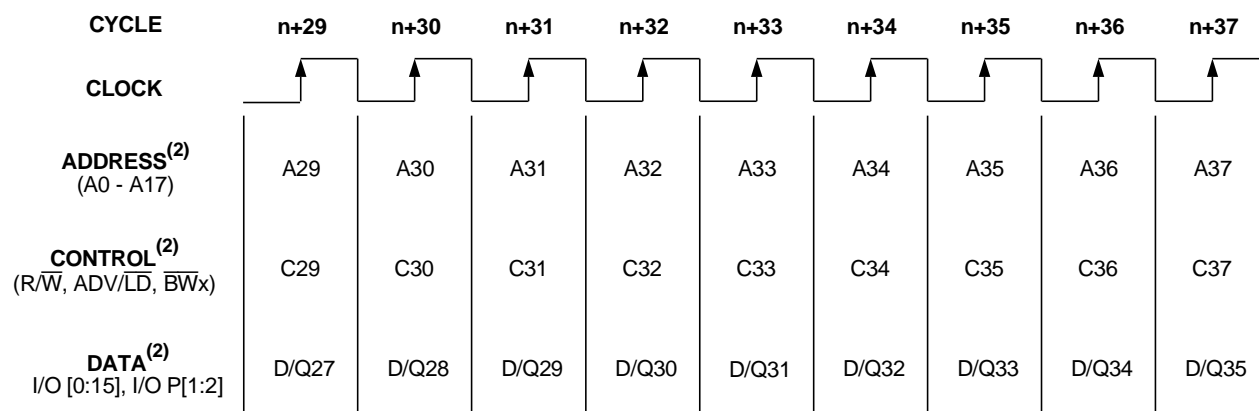 CYCLE n+29 n+30 n+31 n+32 n+33 n+34 n+35 n+36 n+37
CLOCK
ADDRESS(2)
(A0 - A17) A29 A30 A31 A32 A33 A34 A35 A36 A37
CONTROL(2)
(R/W̅, ADV/L̅D̅, B̅W̅x) C29 C30 C31 C32 C33 C34 C35 C36 C37
DATA(2)
I/O [0:15], I/O P[1:2] D/Q27 D/Q28 D/Q29 D/Q30 D/Q31 D/Q32 D/Q33 D/Q34 D/Q35